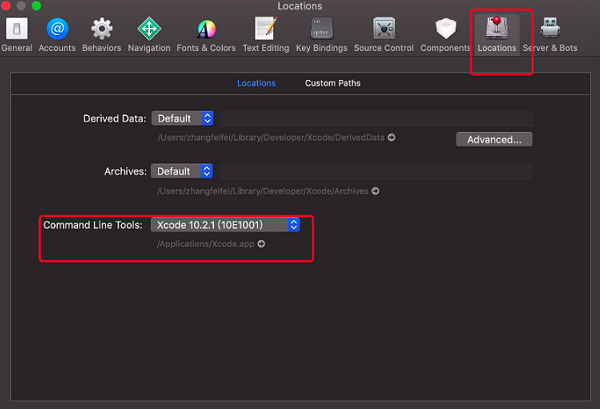 Locations
General Accounts Behaviors Navigation Fonts & Colors Text Editing Key Bindings Source Control Components Locations Server & Bots
Locations Custom Paths
Derived Data: Default
/Users/zhangfeifei/Library/Developer/Xcode/DerivedData
Advanced...
Archives: Default
/Users/zhangfeifei/Library/Developer/Xcode/Archives
Command Line Tools: Xcode 10.2.1 (10E1001)
/Applications/Xcode.app